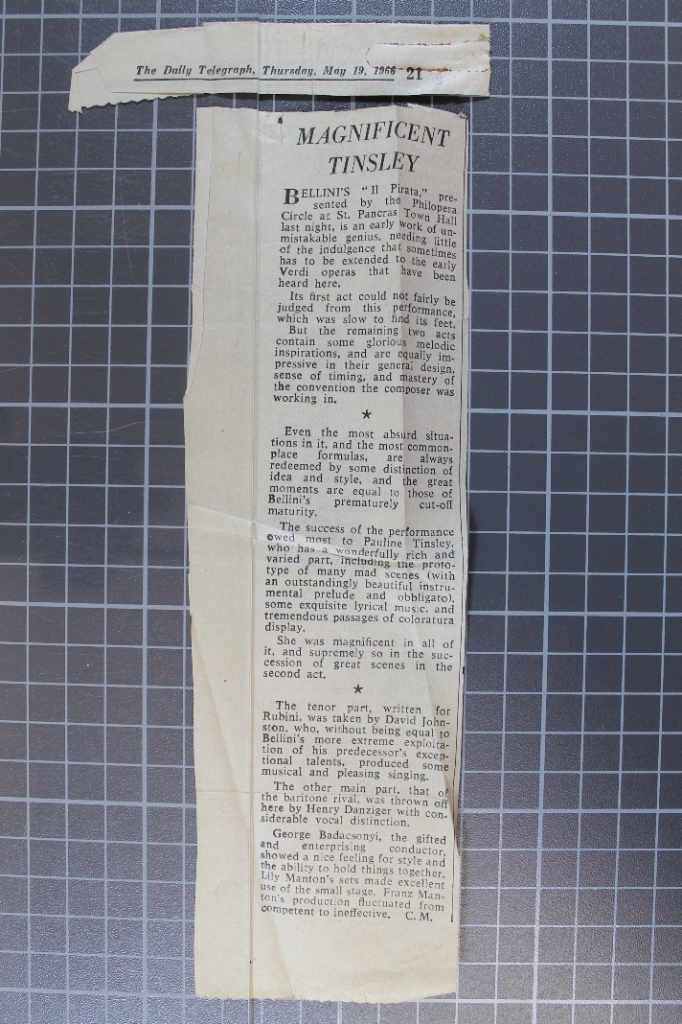 The Daily Telegraph, Thursday, May 19, 1966 21
MAGNIFICENT
TINSLEY
BELLINI'S "Il Pirata," pre-
sented by the Philopera
Circle at St. Pancras Town Hall
last night, is an early work of un-
mistakable genius, needing little
of the indulgence that sometimes
has to be extended to the early
Verdi operas that have been
heard here.
Its first act could not fairly be
judged from this performance,
which was slow to find its feet.
But the remaining two acts
contain some glorious melodic
inspirations, and are equally im-
pressive in their general design,
sense of timing, and mastery of
the convention the composer was
working in.
★
Even the most absurd situa-
tions in it, and the most common-
place formulas, are always
redeemed by some distinction of
idea and style, and the great
moments are equal to those of
Bellini's prematurely cut-off
maturity.
The success of the performance
owed most to Pauline Tinsley,
who has a wonderfully rich and
varied part, including the proto-
type of many mad scenes (with
an outstandingly beautiful instru-
mental prelude and obbligato),
some exquisite lyrical music, and
tremendous passages of coloratura
display.
She was magnificent in all of
it, and supremely so in the suc-
cession of great scenes in the
second act.
★
The tenor part, written for
Rubini, was taken by David John-
ston, who, without being equal to
Bellini's more extreme exploita-
tion of his predecessor's excep-
tional talents, produced some
musical and pleasing singing.
The other main part, that of
the baritone rival, was thrown off
here by Henry Danziger with con-
siderable vocal distinction.
George Badacsonyi, the gifted
and enterprising conductor,
showed a nice feeling for style and
the ability to hold things together.
Lily Manton's sets made excellent
use of the small stage. Franz Man-
ton's production fluctuated from
competent to ineffective. C. M.